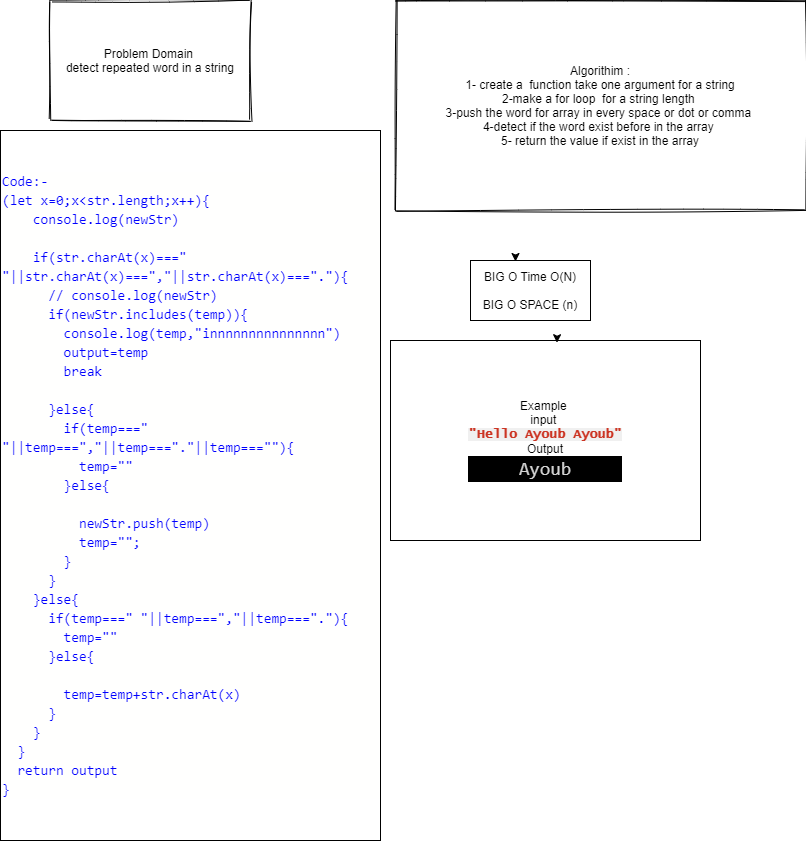 Problem Domain
detect repeated word in a string
Algorithim :
1- create a  function take one argument for a string
2-make a for loop  for a string length
3-push the word for array in every space or dot or comma
4-detect if the word exist before in the array
5- return the value if exist in the array
Code:-
(let x=0;x<str.length;x++){
    console.log(newStr)
    if(str.charAt(x)==="
"||str.charAt(x)===","||str.charAt(x)==="."){
      // console.log(newStr)
      if(newStr.includes(temp)){
        console.log(temp,"innnnnnnnnnnnnnn")
        output=temp
        break
      }else{
        if(temp==="
"||temp===","||temp==="."||temp===""){
          temp=""
        }else{
          newStr.push(temp)
          temp="";
        }
      }
    }else{
      if(temp===" "||temp===","||temp==="."){
        temp=""
      }else{
        temp=temp+str.charAt(x)
      }
    }
  }
  return output
}
BIG O Time O(N)
BIG O SPACE (n)
Example
input
"Hello Ayoub Ayoub"
Output
Ayoub